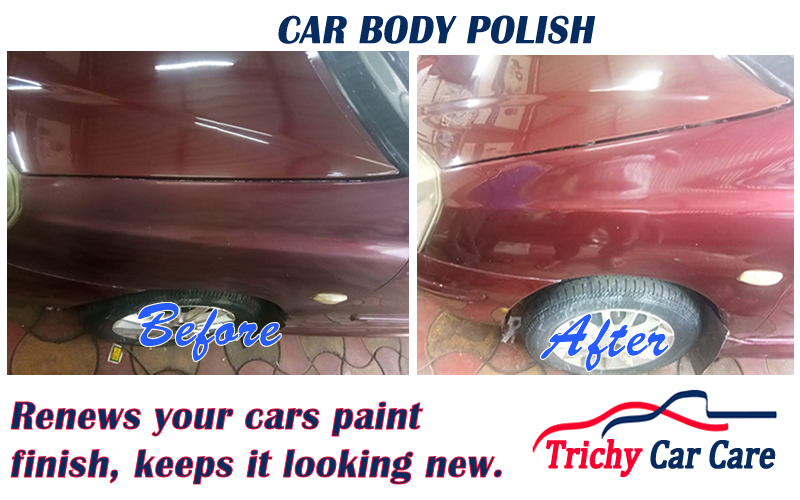 CAR BODY POLISH
Before
After
Renews your cars paint
finish, keeps it looking new.
Trichy Car Care